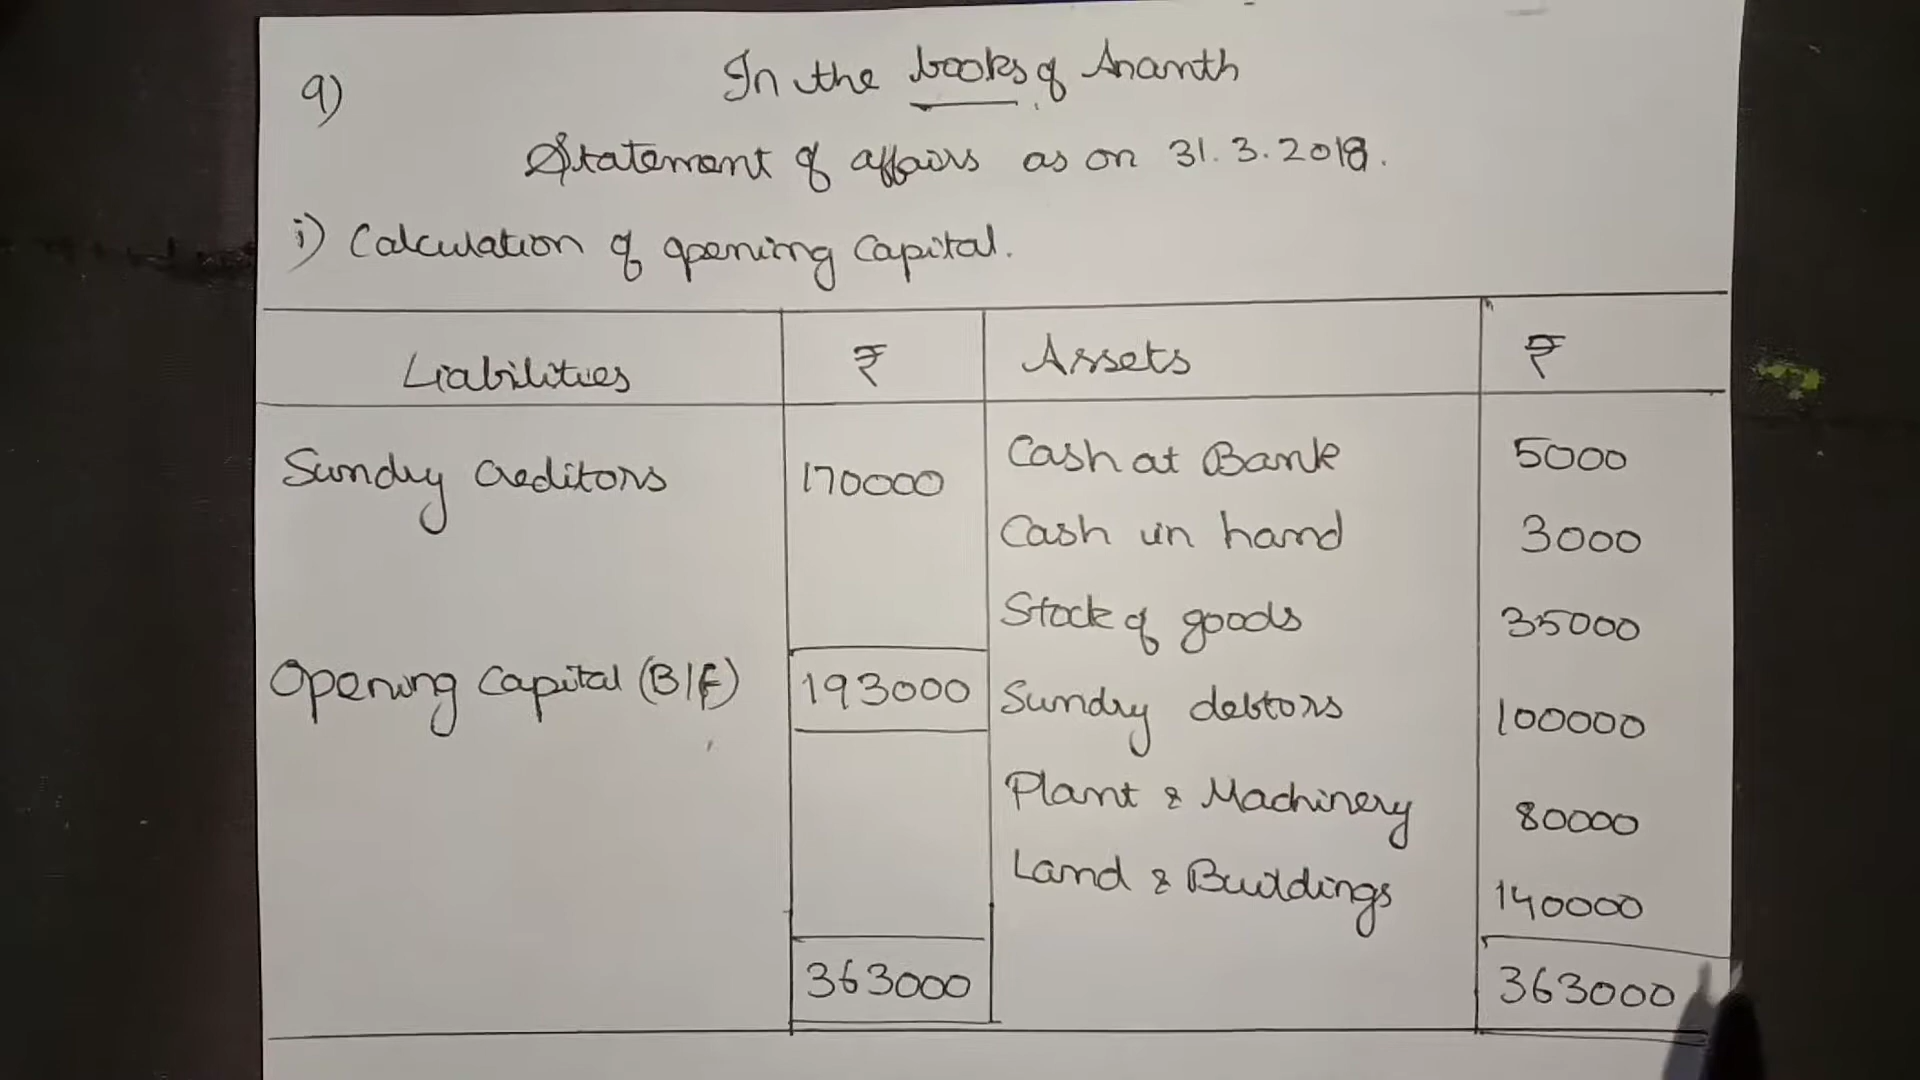 9)
In the books of Ananth
Statement of affairs as on 31.3.2018.
i) Calculation of opening capital.
Liabilities ₹ Assets ₹
Sundry creditors 170000 Cash at Bank 5000
Cash in hand 3000
Stock of goods 35000
Opening capital (B/F) 193000 Sundry debtors 100000
Plant & Machinery 80000
Land & Buildings 140000
363000 363000